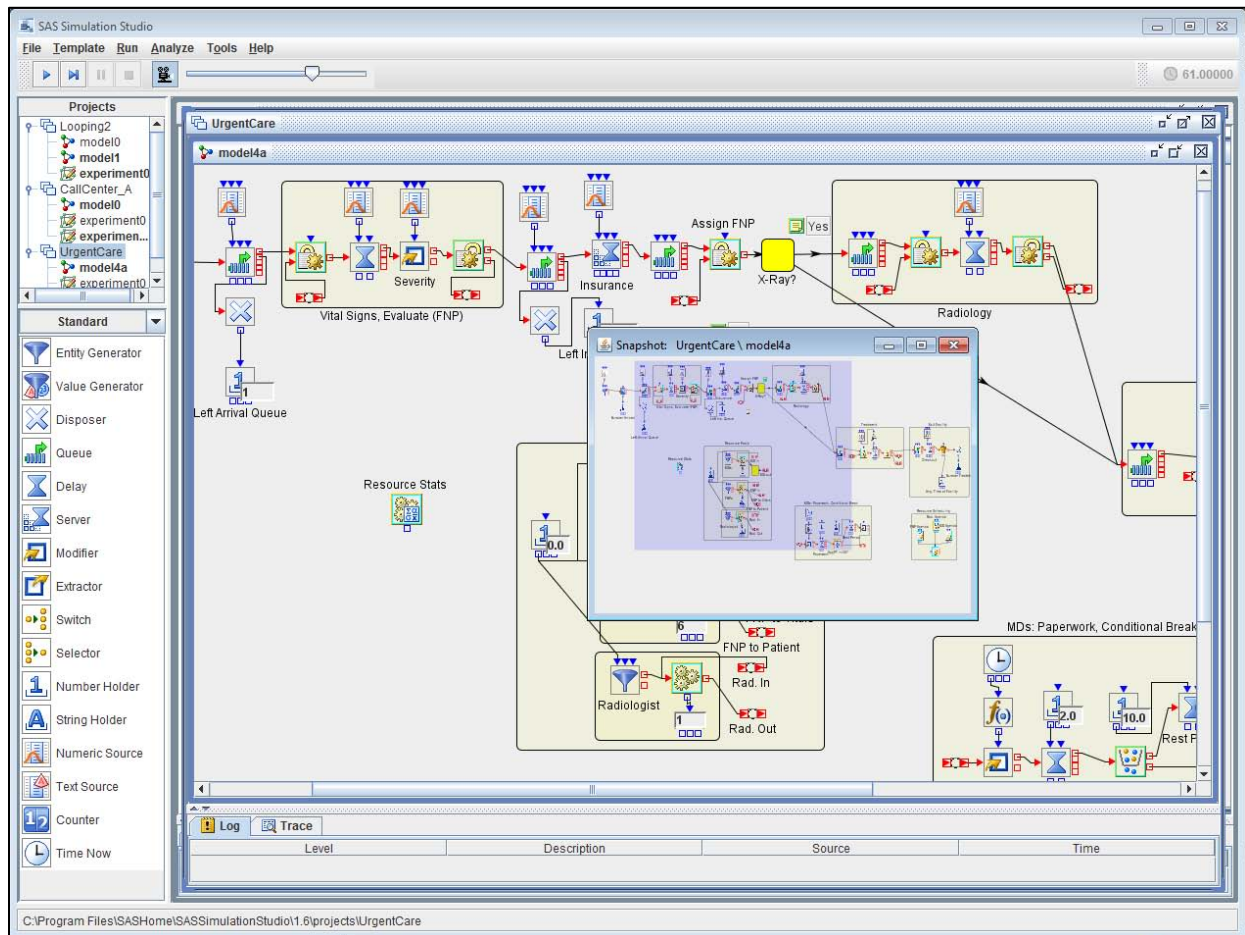 SAS Simulation Studio
File Template Run Analyze Tools Help
61.00000
Projects
Looping2
model0
model1
experiment0
CallCenter_A
model0
experiment0
experimen...
UrgentCare
model4a
experiment0
Standard
Entity Generator
Value Generator
Disposer
Queue
Delay
Server
Modifier
Extractor
Switch
Selector
Number Holder
String Holder
Numeric Source
Text Source
Counter
Time Now
UrgentCare
model4a
Assign FNP
Yes
Severity
Insurance
X-Ray?
Vital Signs, Evaluate (FNP)
Radiology
Left In
1
Left Arrival Queue
Snapshot: UrgentCare \ model4a
Resource Stats
0.0
6
FNP to Patient
Rad. In
Radiologist
1
Rad. Out
MDs: Paperwork, Conditional Break
2.0
10.0
Rest P
Log Trace
Level Description Source Time
C:\Program Files\SASHome\SASSimulationStudio\1.6\projects\UrgentCare